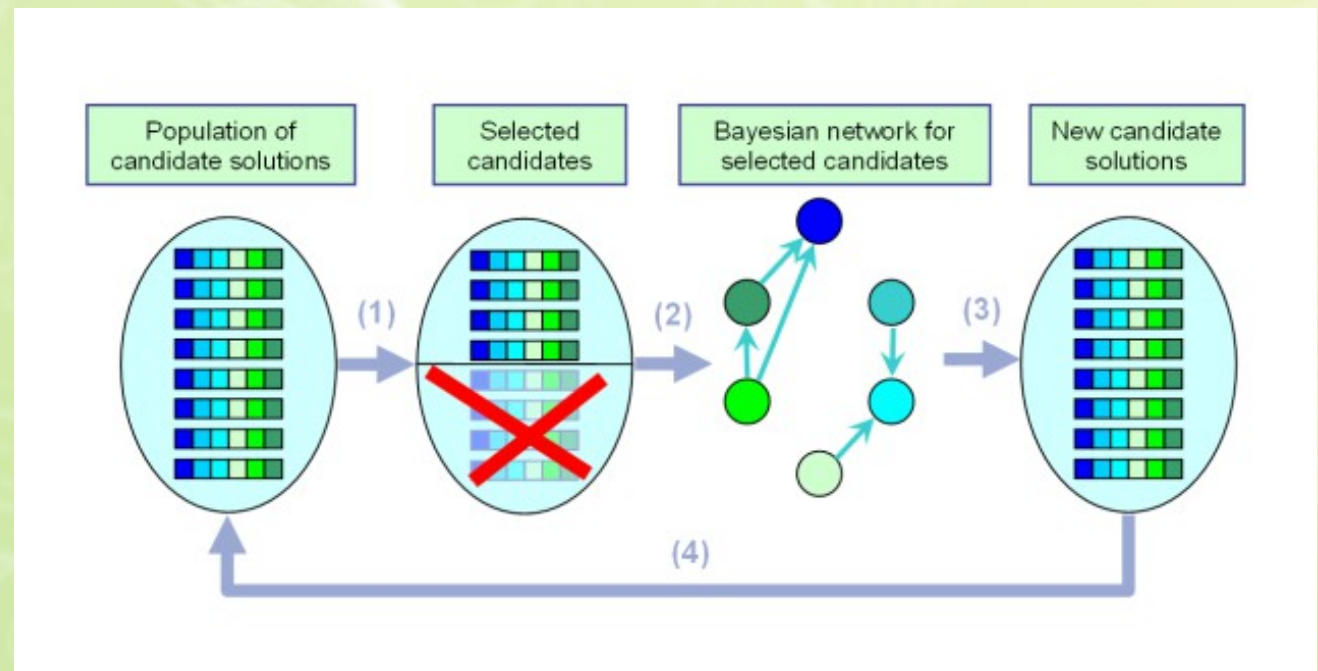 Population of
candidate solutions
Selected
candidates
Bayesian network for
selected candidates
New candidate
solutions
(1)
(2)
(3)
(4)